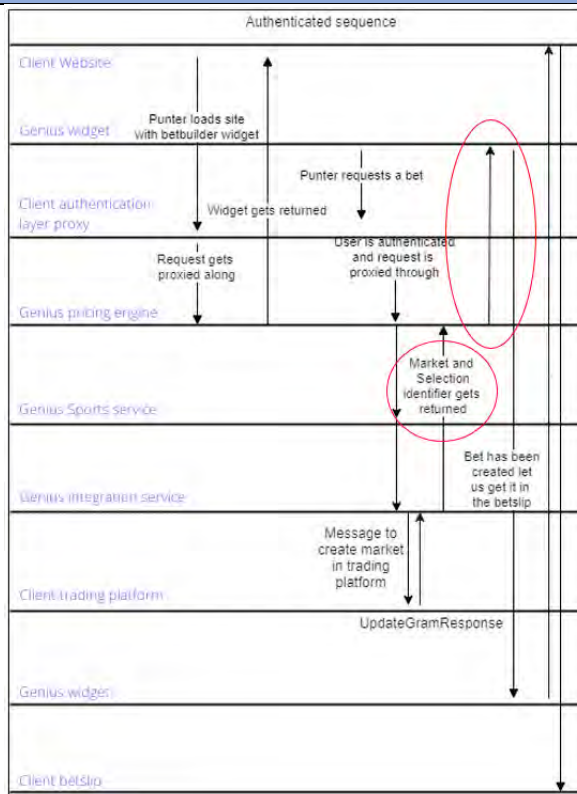 Authenticated sequence
Client Website
Punter loads site
with betbuilder widget
Genius widget
Punter requests a bet
Client authentication
layer proxy
Widget gets returned
User is authenticated
and request is
proxied through
Request gets
proxied along
Genius pricing engine
Market and
Selection
identifier gets
returned
Genius Sports service
Bet has been
created let
us get it in
the betslip
Genius integration service
Message to
create market
in trading
platform
Client trading platform
UpdateGramResponse
Genius widget
Client betslip